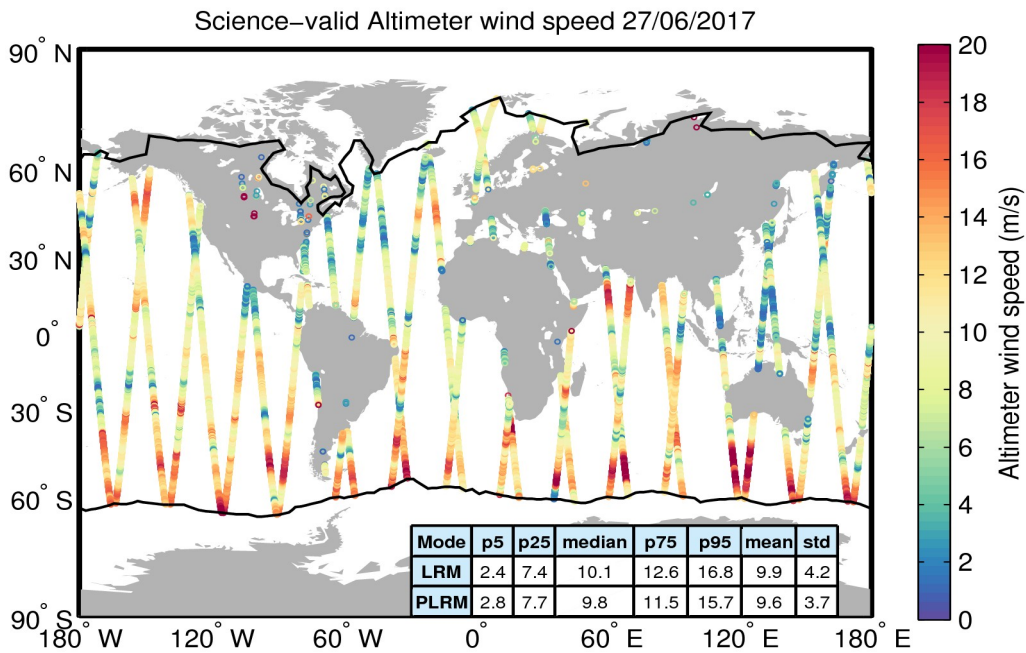 Science-valid Altimeter wind speed 27/06/2017
90° N
60° N
30° N
0°
30° S
60° S
90° S
180° W
120° W
60° W
0°
60° E
120° E
180° E
Mode p5 p25 median p75 p95 mean std
LRM 2.4 7.4 10.1 12.6 16.8 9.9 4.2
PLRM 2.8 7.7 9.8 11.5 15.7 9.6 3.7
20
18
16
14
12
10
8
6
4
2
0
Altimeter wind speed (m/s)